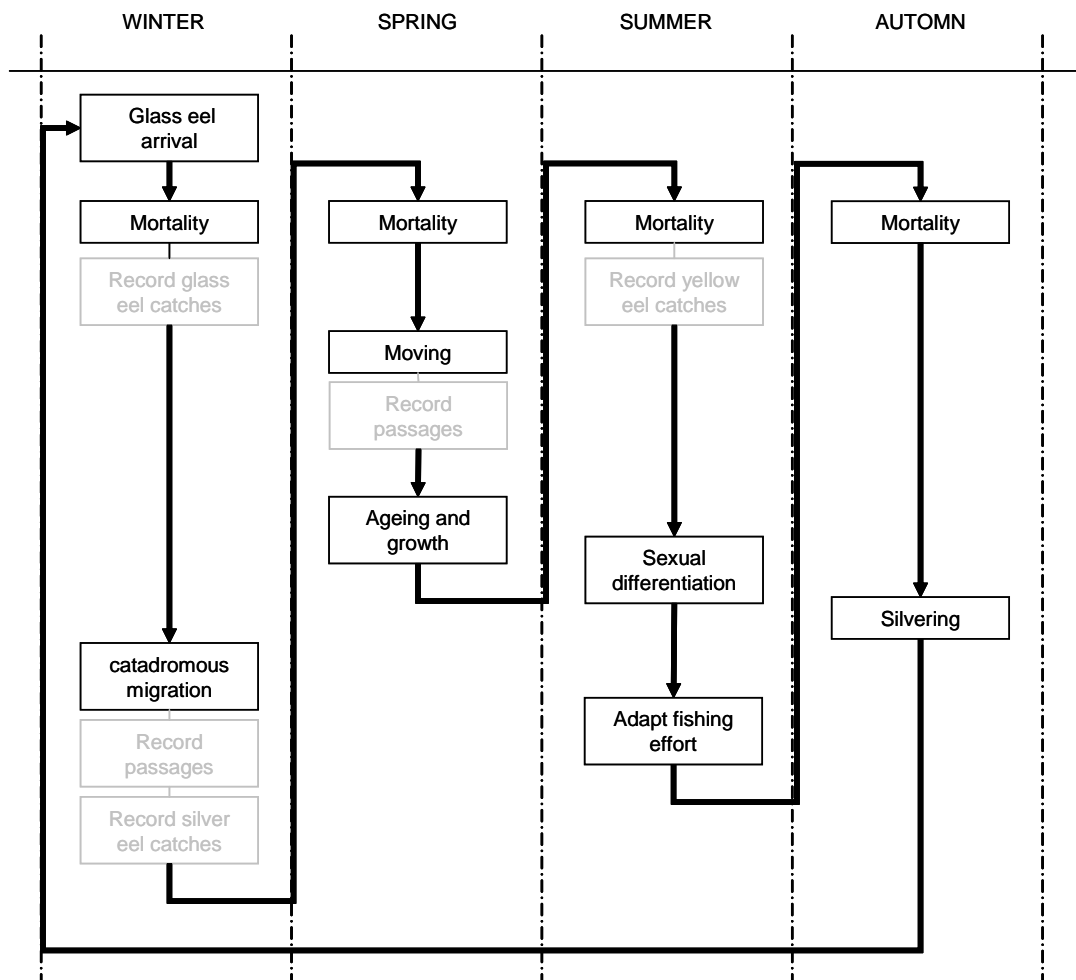 WINTER
SPRING
SUMMER
AUTOMN
Glass eel
arrival
Mortality
Record glass
eel catches
catadromous
migration
Record
passages
Record silver
eel catches
Mortality
Moving
Record
passages
Ageing and
growth
Mortality
Record yellow
eel catches
Sexual
differentiation
Adapt fishing
effort
Mortality
Silvering